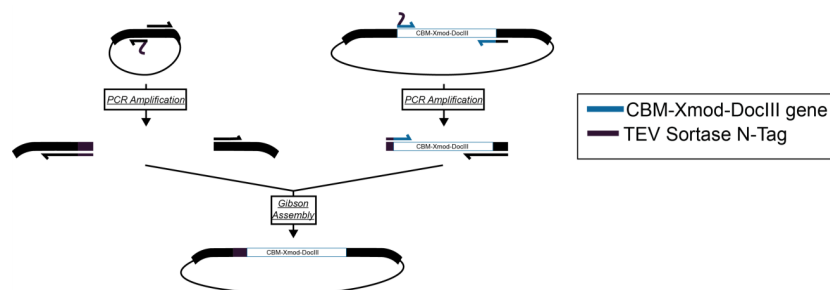 CBM-Xmod-DocIII
PCR Amplification
PCR Amplification
CBM-Xmod-DocIII gene
TEV Sortase N-Tag
CBM-Xmod-DocIII
Gibson
Assembly
CBM-Xmod-DocIII